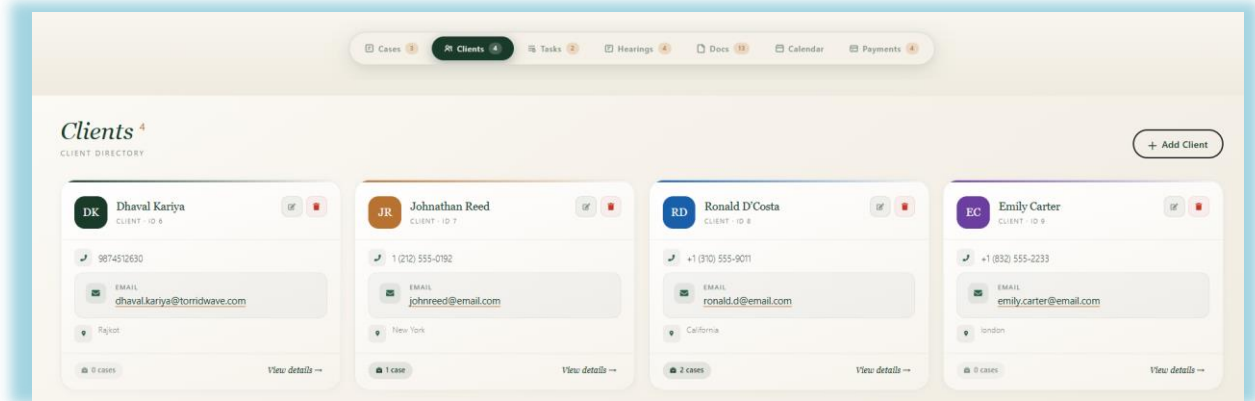 Cases 3 Clients 4 Tasks 2 Hearings 4 Docs 13 Calendar Payments 4
Clients 4
CLIENT DIRECTORY
+ Add Client
DK Dhaval Kariya
CLIENT · ID 6
9874512630
EMAIL
dhaval.kariya@torridwave.com
Rajkot
0 cases View details →
JR Johnathan Reed
CLIENT · ID 7
1 (212) 555-0192
EMAIL
johnreed@email.com
New York
1 case View details →
RD Ronald D'Costa
CLIENT · ID 8
+1 (310) 555-9011
EMAIL
ronald.d@email.com
California
2 cases View details →
EC Emily Carter
CLIENT · ID 9
+1 (832) 555-2233
EMAIL
emily.carter@email.com
london
0 cases View details →